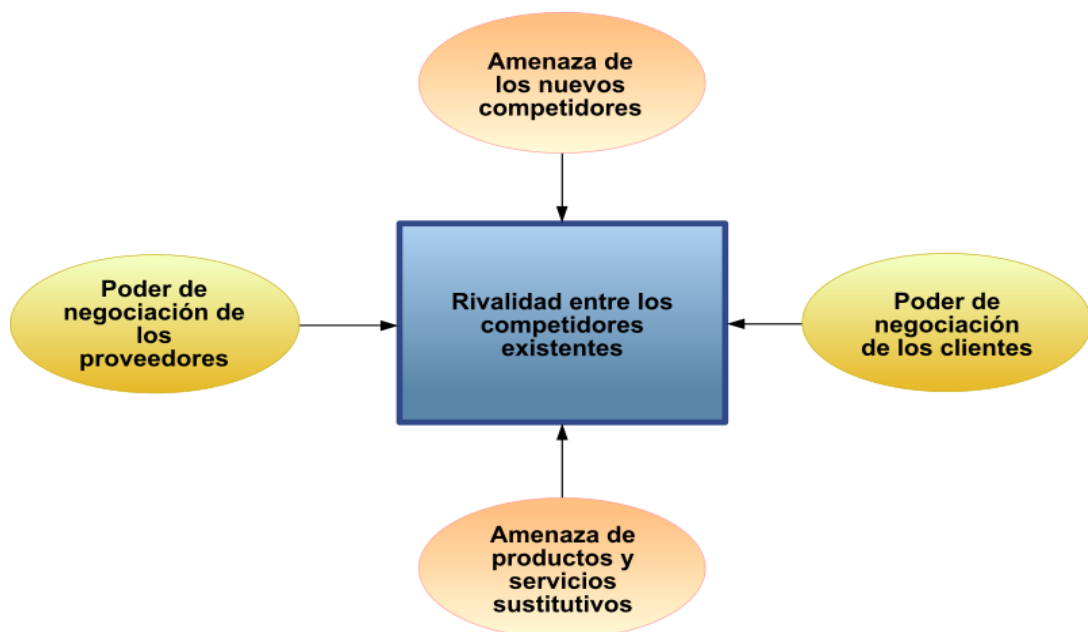 Amenaza de
los nuevos
competidores
Poder de
negociación de
los
proveedores
Rivalidad entre los
competidores
existentes
Poder de
negociación
de los clientes
Amenaza de
productos y
servicios
sustitutivos